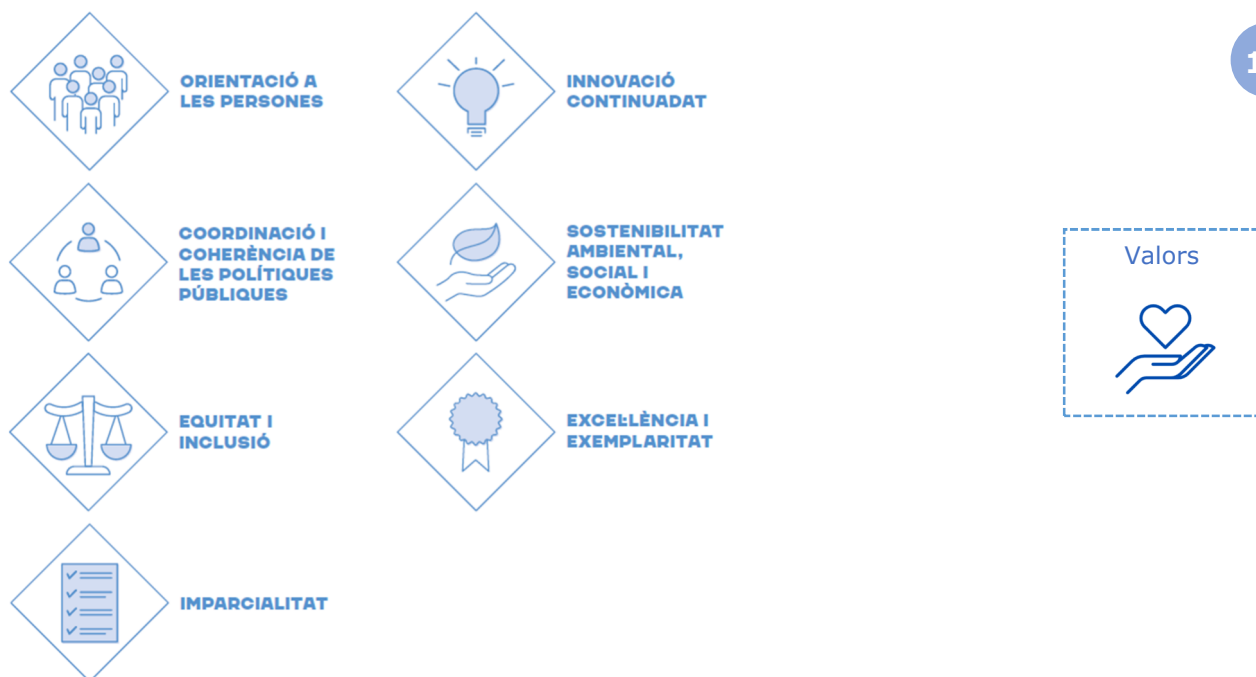 ORIENTACIÓ A
LES PERSONES
COORDINACIÓ I
COHERÈNCIA DE
LES POLÍTIQUES
PÚBLIQUES
EQUITAT I
INCLUSIÓ
IMPARCIALITAT
INNOVACIÓ
CONTINUADAT
SOSTENIBILITAT
AMBIENTAL,
SOCIAL I
ECONÒMICA
EXCEL·LÈNCIA I
EXEMPLARITAT
Valors